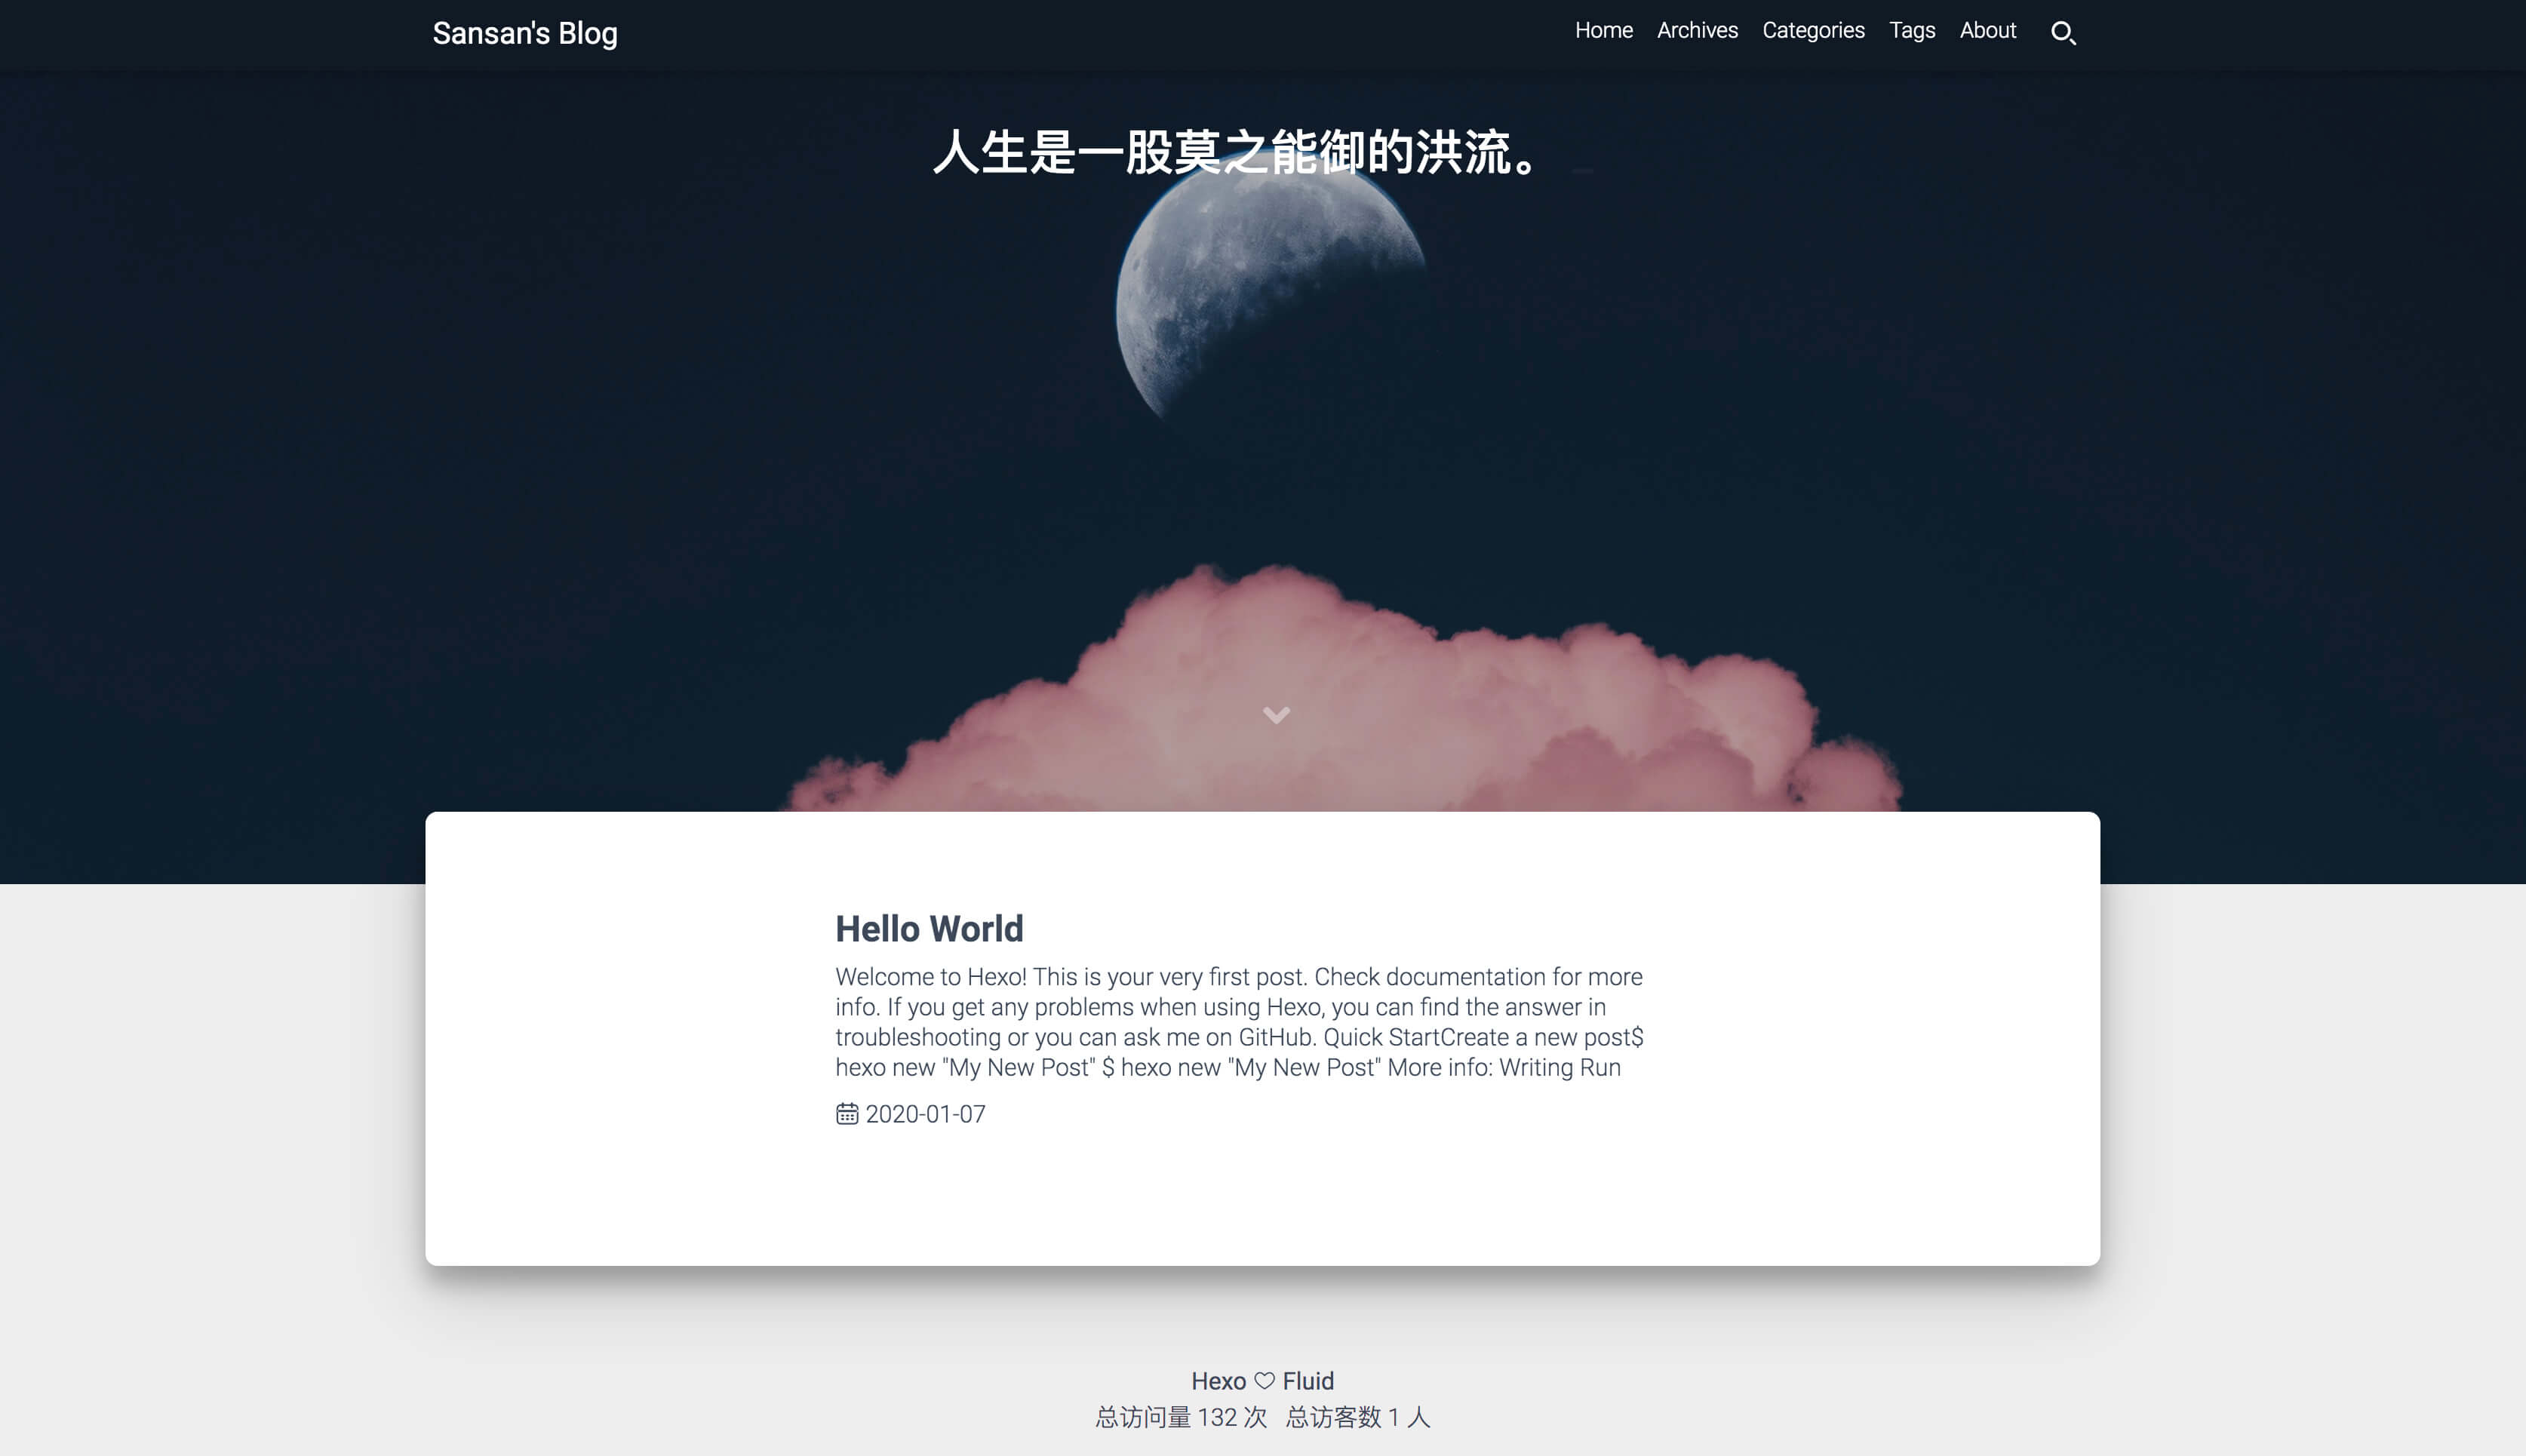 Sansan's Blog
Home Archives Categories Tags About
人生是一股莫之能御的洪流。
Hello World
Welcome to Hexo! This is your very first post. Check documentation for more
info. If you get any problems when using Hexo, you can find the answer in
troubleshooting or you can ask me on GitHub. Quick StartCreate a new post$
hexo new "My New Post" $ hexo new "My New Post" More info: Writing Run
2020-01-07
Hexo ♡ Fluid
总访问量 132 次 总访客数 1 人